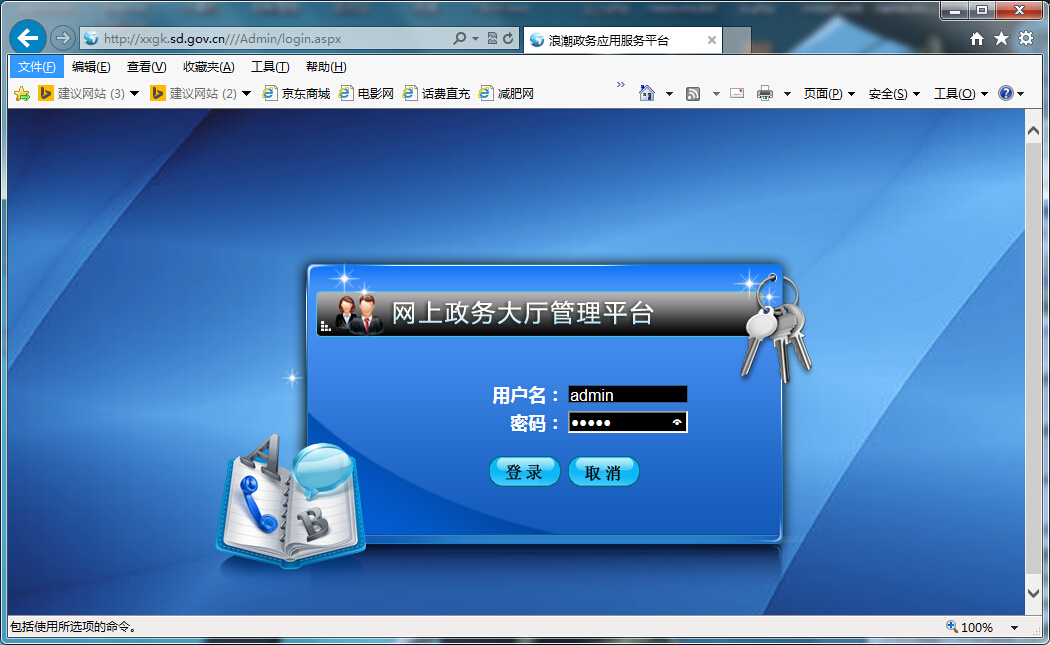 http://xxgk.sd.gov.cn///Admin/login.aspx
浪潮政务应用服务平台
文件(F) 编辑(E) 查看(V) 收藏夹(A) 工具(T) 帮助(H)
建议网站 (3) 建议网站 (2) 京东商城 电影网 话费直充 减肥网 » 页面(P) 安全(S) 工具(O)
网上政务大厅管理平台
用户名： admin
密码： •••••
登 录 取 消
A
B
包括使用所选项的命令。 100%